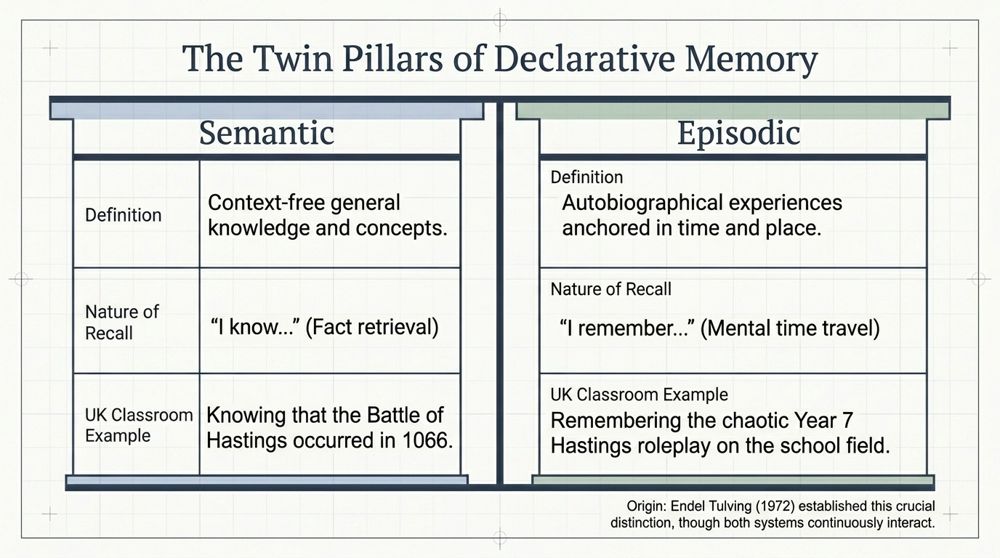 The Twin Pillars of Declarative Memory
Semantic
Definition
Context-free general
knowledge and concepts.
Nature of
Recall
“I know...” (Fact retrieval)
UK Classroom
Example
Knowing that the Battle of
Hastings occurred in 1066.
Episodic
Definition
Autobiographical experiences
anchored in time and place.
Nature of Recall
“I remember...” (Mental time travel)
UK Classroom Example
Remembering the chaotic Year 7
Hastings roleplay on the school field.
Origin: Endel Tulving (1972) established this crucial
distinction, though both systems continuously interact.